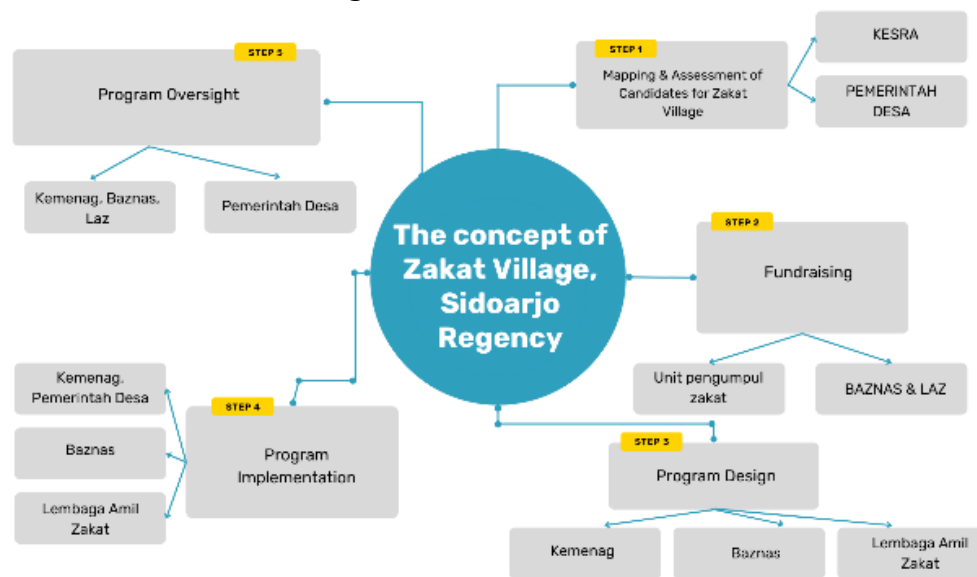 The concept of
Zakat Village,
Sidoarjo
Regency
STEP 1
Mapping & Assessment of
Candidates for Zakat
Village
KESRA
PEMERINTAH
DESA
STEP 2
Fundraising
Unit pengumpul
zakat
BAZNAS & LAZ
STEP 3
Program Design
Kemenag
Baznas
Lembaga Amil
Zakat
STEP 4
Program
Implementation
Kemenag,
Pemerintah Desa
Baznas
Lembaga Amil
Zakat
STEP 5
Program Oversight
Kemenag, Baznas,
Laz
Pemerintah Desa